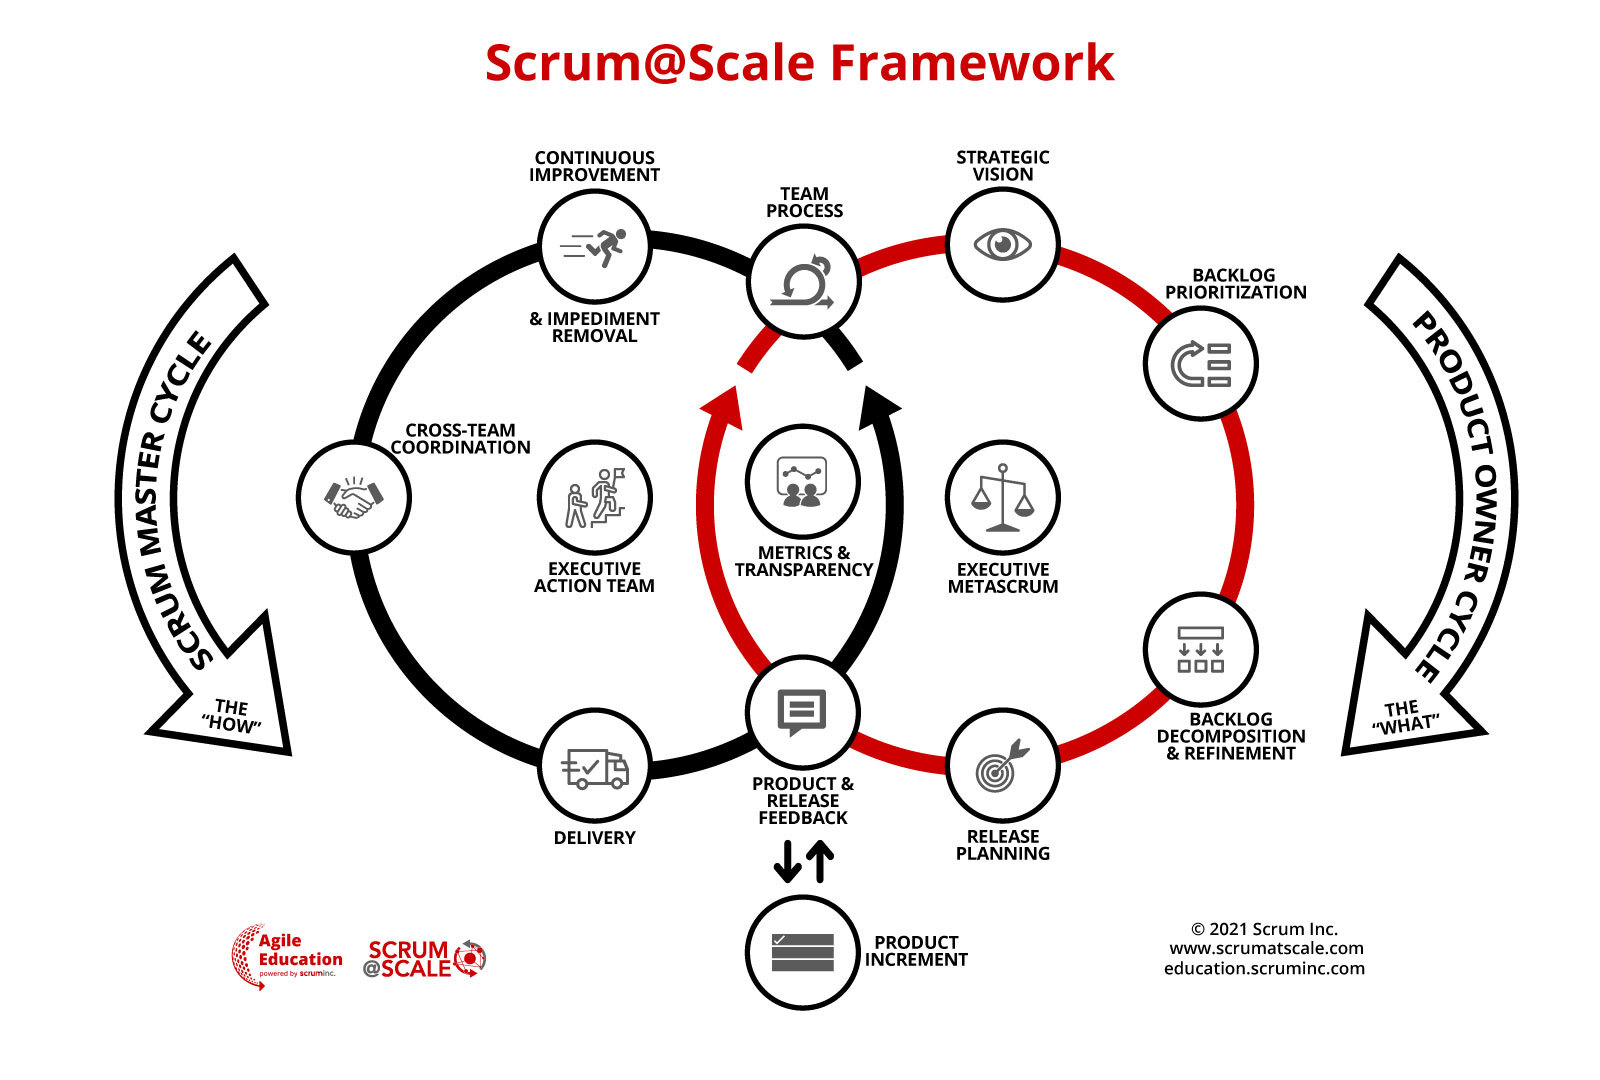 Scrum@Scale Framework
CONTINUOUS
IMPROVEMENT
& IMPEDIMENT
REMOVAL
TEAM
PROCESS
STRATEGIC
VISION
BACKLOG
PRIORITIZATION
SCRUM MASTER CYCLE
THE
“HOW”
CROSS-TEAM
COORDINATION
EXECUTIVE
ACTION TEAM
METRICS &
TRANSPARENCY
EXECUTIVE
METASCRUM
PRODUCT OWNER CYCLE
THE
“WHAT”
BACKLOG
DECOMPOSITION
& REFINEMENT
DELIVERY
PRODUCT &
RELEASE
FEEDBACK
RELEASE
PLANNING
PRODUCT
INCREMENT
Agile
Education
powered by scruminc.
SCRUM
@SCALE
© 2021 Scrum Inc.
www.scrumatscale.com
education.scruminc.com